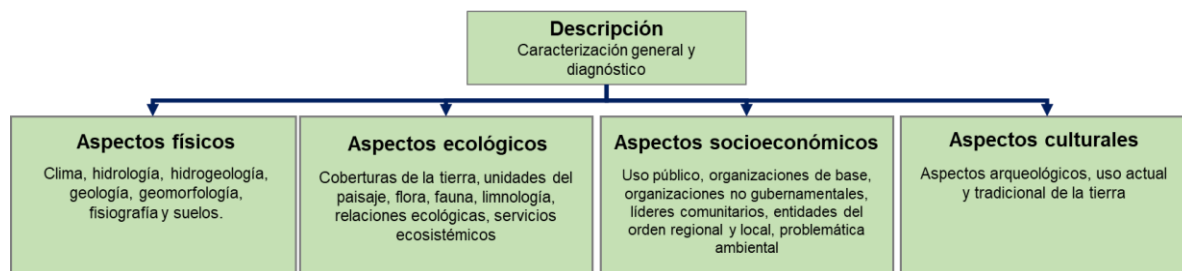 Descripción
Caracterización general y
diagnóstico
Aspectos físicos
Clima, hidrología, hidrogeología,
geología, geomorfología,
fisiografía y suelos.
Aspectos ecológicos
Coberturas de la tierra, unidades del
paisaje, flora, fauna, limnología,
relaciones ecológicas, servicios
ecosistémicos
Aspectos socioeconómicos
Uso público, organizaciones de base,
organizaciones no gubernamentales,
líderes comunitarios, entidades del
orden regional y local, problemática
ambiental
Aspectos culturales
Aspectos arqueológicos, uso actual
y tradicional de la tierra